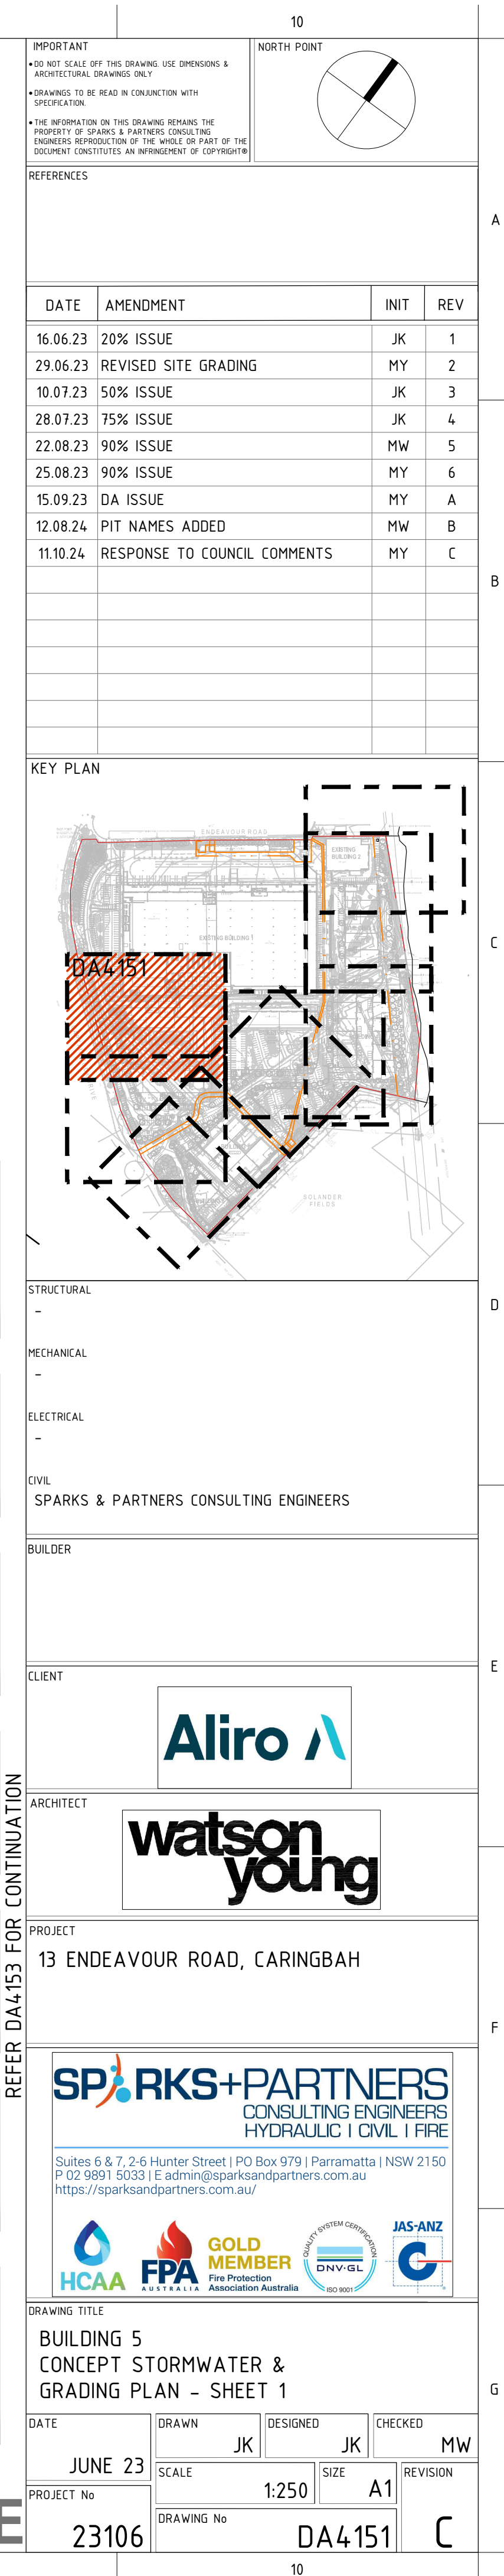 10
IMPORTANT
• DO NOT SCALE OFF THIS DRAWING. USE DIMENSIONS &
ARCHITECTURAL DRAWINGS ONLY
• DRAWINGS TO BE READ IN CONJUNCTION WITH
SPECIFICATION.
• THE INFORMATION ON THIS DRAWING REMAINS THE
PROPERTY OF SPARKS & PARTNERS CONSULTING
ENGINEERS REPRODUCTION OF THE WHOLE OR PART OF THE
DOCUMENT CONSTITUTES AN INFRINGEMENT OF COPYRIGHT®
NORTH POINT
REFERENCES
A
DATE AMENDMENT INIT REV
16.06.23 20% ISSUE JK 1
29.06.23 REVISED SITE GRADING MY 2
10.07.23 50% ISSUE JK 3
28.07.23 75% ISSUE JK 4
22.08.23 90% ISSUE MW 5
25.08.23 90% ISSUE MY 6
15.09.23 DA ISSUE MY A
12.08.24 PIT NAMES ADDED MW B
11.10.24 RESPONSE TO COUNCIL COMMENTS MY C
B
KEY PLAN
ENDEAVOUR ROAD
EXISTING
BUILDING 2
EXISTING BUILDING 1
C
DA4151
SOLANDER
FIELDS
STRUCTURAL
-
D
MECHANICAL
-
ELECTRICAL
-
CIVIL
SPARKS & PARTNERS CONSULTING ENGINEERS
BUILDER
E
CLIENT
Aliro
ARCHITECT
watson
young
REFER DA4153 FOR CONTINUATION
PROJECT
13 ENDEAVOUR ROAD, CARINGBAH
F
SPARKS+PARTNERS
CONSULTING ENGINEERS
HYDRAULIC | CIVIL | FIRE
Suites 6 & 7, 2-6 Hunter Street | PO Box 979 | Parramatta | NSW 2150
P 02 9891 5033 | E admin@sparksandpartners.com.au
https://sparksandpartners.com.au/
HCAA
FPA
AUSTRALIA
GOLD
MEMBER
Fire Protection
Association Australia
QUALITY SYSTEM CERTIFICATION
DNV·GL
ISO 9001
JAS-ANZ
C
DRAWING TITLE
BUILDING 5
CONCEPT STORMWATER &
GRADING PLAN - SHEET 1
G
DATE
JUNE 23
DRAWN
JK
DESIGNED
JK
CHECKED
MW
SCALE
1:250
SIZE
A1
REVISION
C
PROJECT No
23106
DRAWING No
DA4151
E
10